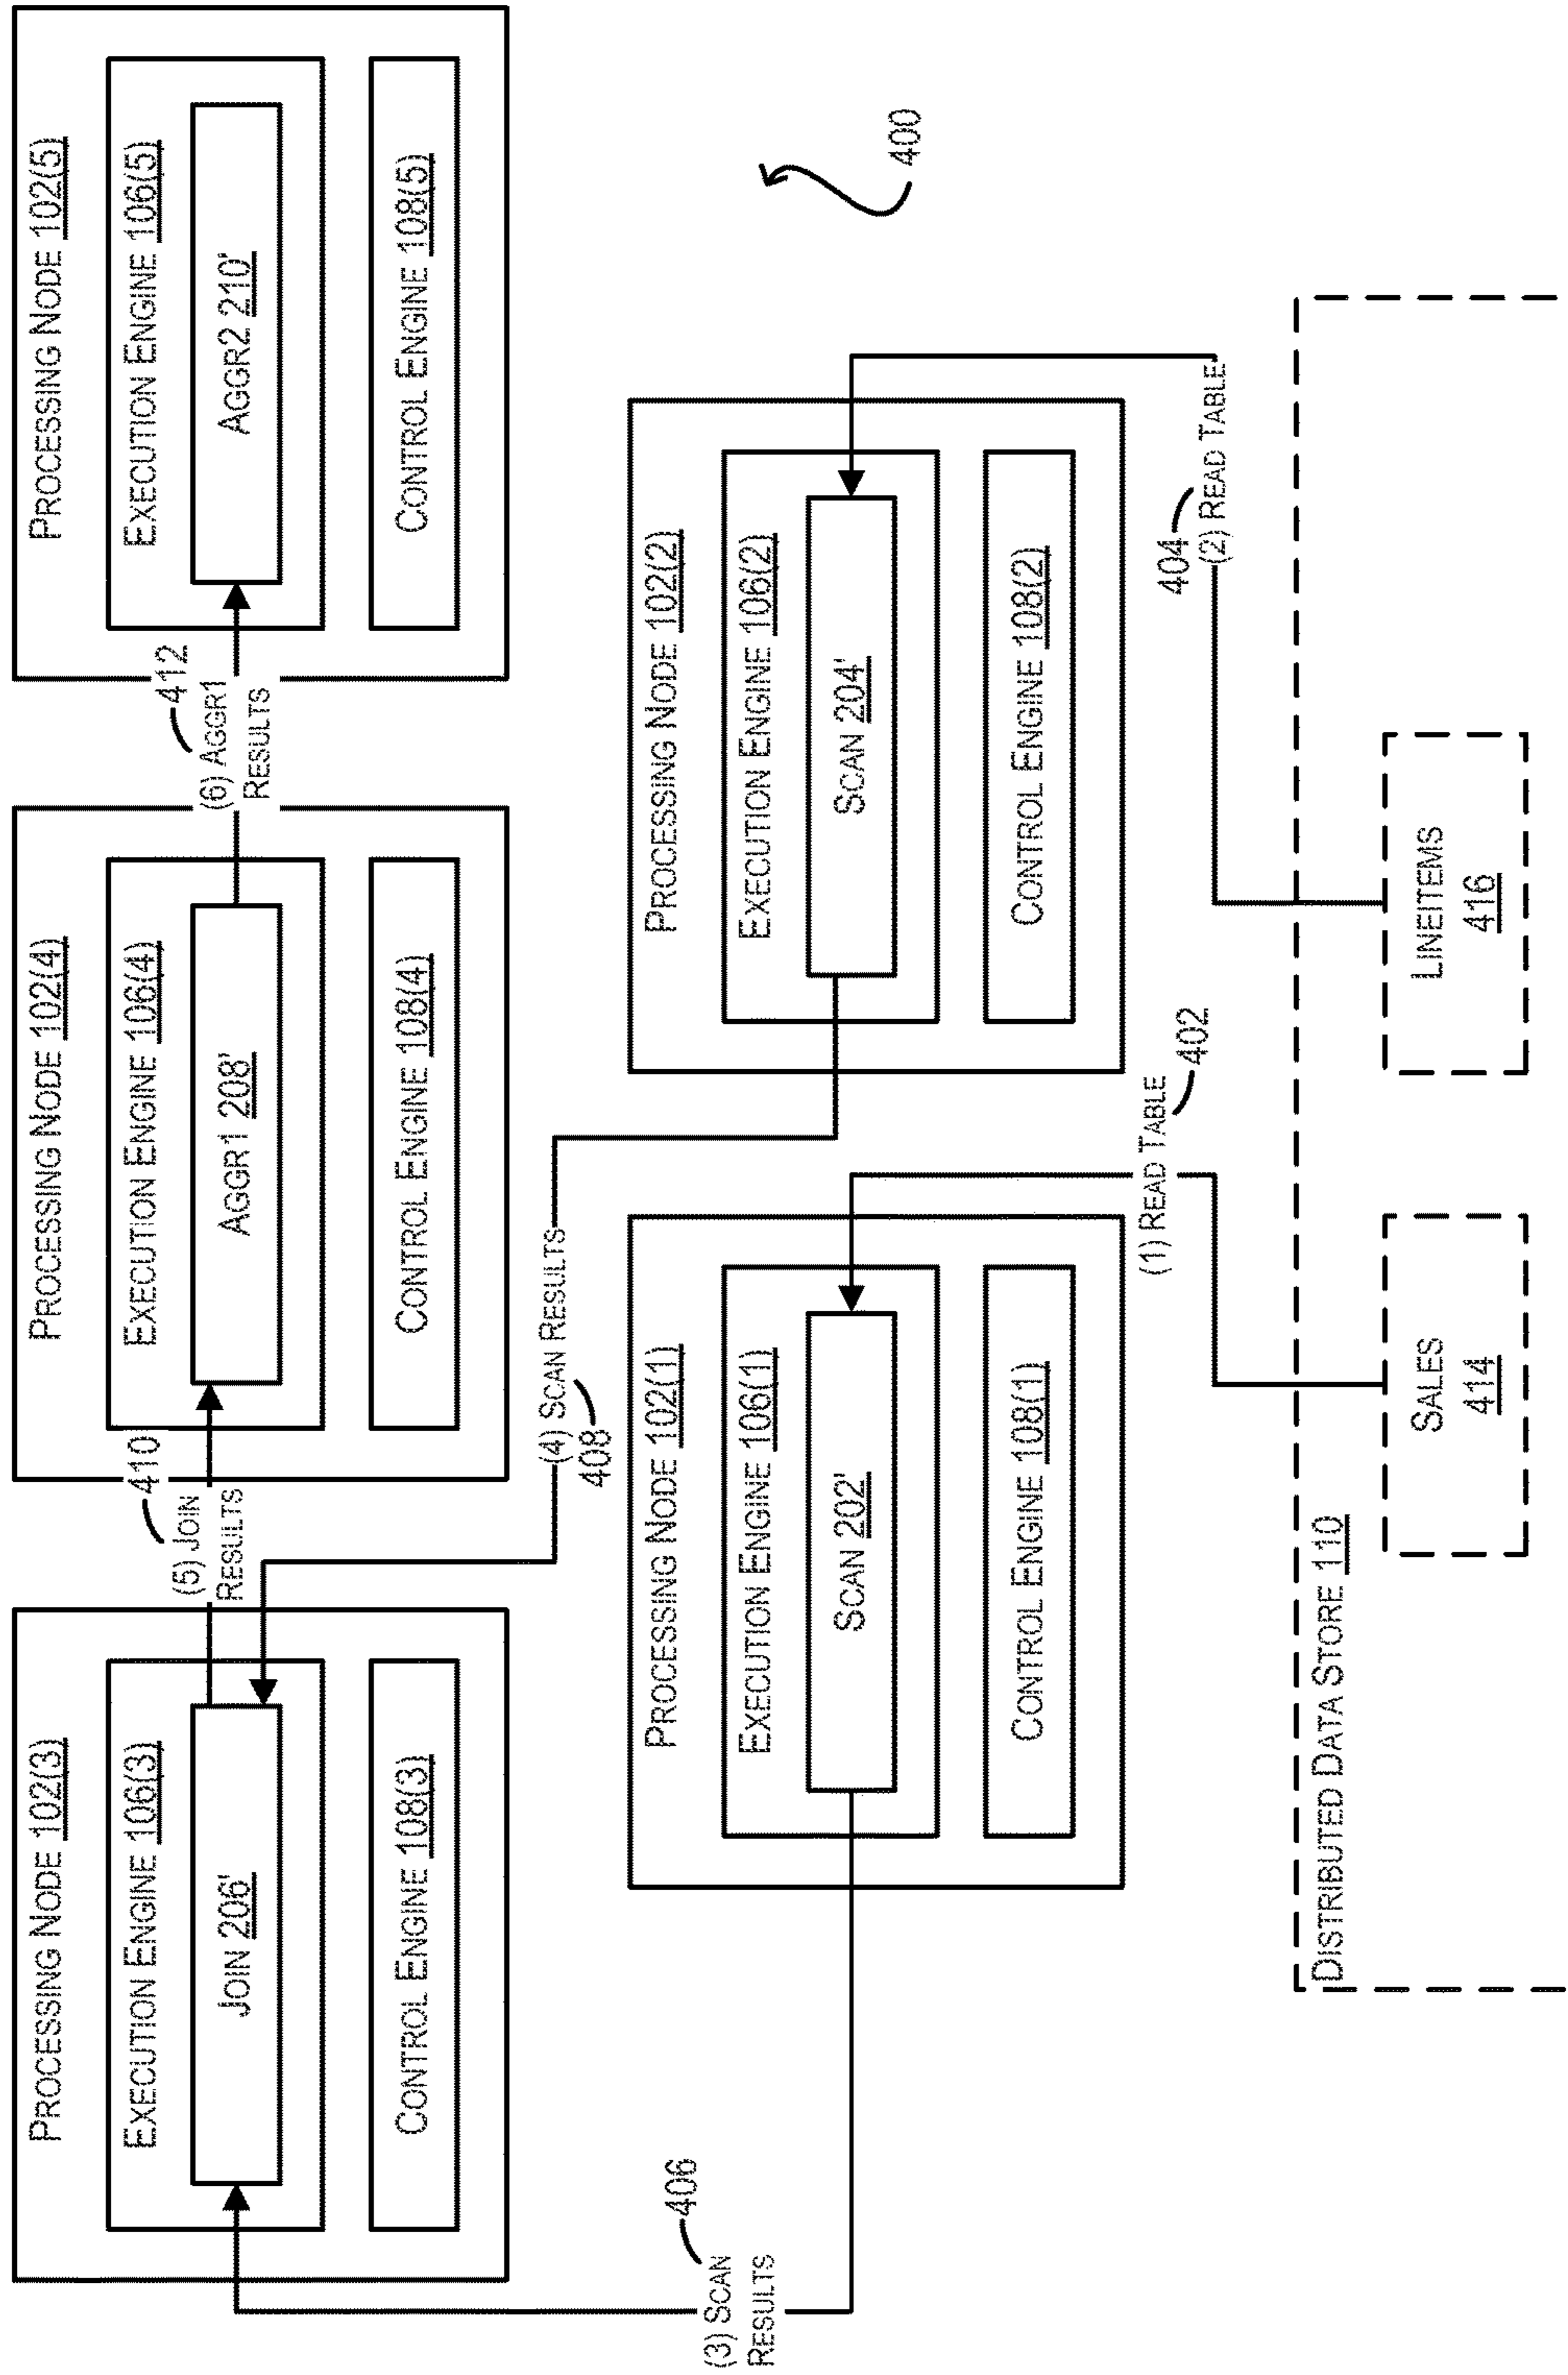 PROCESSING NODE 102(3)
EXECUTION ENGINE 106(3)
JOIN 206'
CONTROL ENGINE 108(3)
410
(5) JOIN
RESULTS
PROCESSING NODE 102(4)
EXECUTION ENGINE 106(4)
AGGR1 208'
CONTROL ENGINE 108(4)
412
(6) AGGR1
RESULTS
PROCESSING NODE 102(5)
EXECUTION ENGINE 106(5)
AGGR2 210'
CONTROL ENGINE 108(5)
(4) SCAN RESULTS
408
406
(3) SCAN
RESULTS
PROCESSING NODE 102(1)
EXECUTION ENGINE 106(1)
SCAN 202'
CONTROL ENGINE 108(1)
PROCESSING NODE 102(2)
EXECUTION ENGINE 106(2)
SCAN 204'
CONTROL ENGINE 108(2)
400
(1) READ TABLE
402
404
(2) READ TABLE
DISTRIBUTED DATA STORE 110
SALES
414
LINEITEMS
416